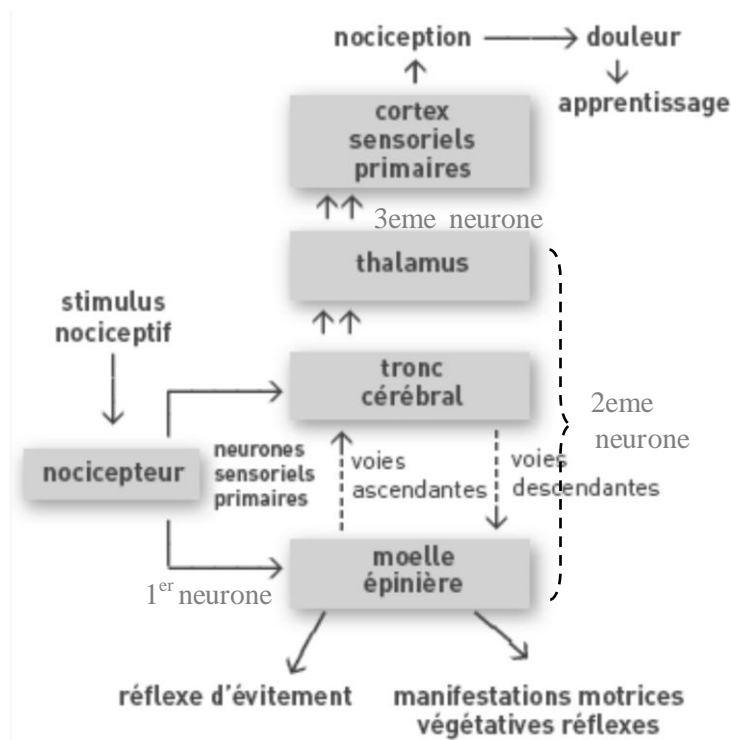 nociception
douleur
apprentissage
cortex
sensoriels
primaires
3eme neurone
thalamus
stimulus
nociceptif
tronc
cérébral
2eme
neurone
nocicepteur
neurones
sensoriels
primaires
voies
ascendantes
voies
descendantes
moelle
épinière
1er neurone
réflexe d'évitement
manifestations motrices
végétatives réflexes